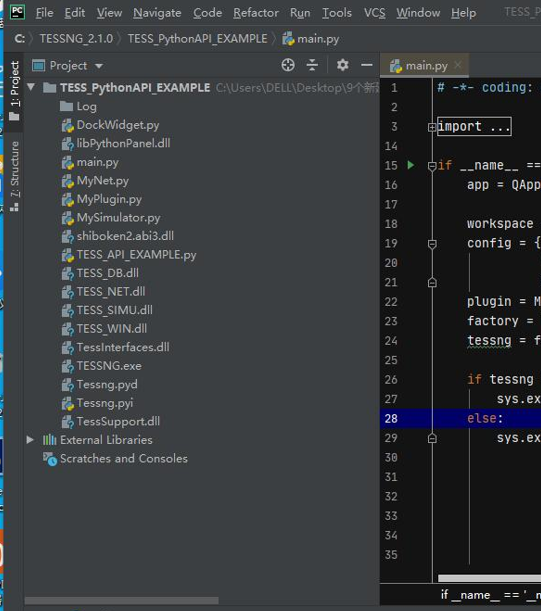 File Edit View Navigate Code Refactor Run Tools VCS Window Help TESS_P
C: TESSNG_2.1.0 TESS_PythonAPI_EXAMPLE main.py
1: Project
Project
main.py
TESS_PythonAPI_EXAMPLE C:\Users\DELL\Desktop\9个新
Log
DockWidget.py
libPythonPanel.dll
main.py
MyNet.py
MyPlugin.py
MySimulator.py
shiboken2.abi3.dll
TESS_API_EXAMPLE.py
TESS_DB.dll
TESS_NET.dll
TESS_SIMU.dll
TESS_WIN.dll
TessInterfaces.dll
TESSNG.exe
Tessng.pyd
Tessng.pyi
TessSupport.dll
External Libraries
Scratches and Consoles
7: Structure
1 # -*- coding:
2
3 import ...
14
15 if __name__ ==
16 app = QApp
17
18 workspace
19 config = {
20
21
22 plugin = M
23 factory =
24 tessng = f
25
26 if tessng
27 sys.ex
28 else:
29 sys.ex
30
31
32
33
34
35
if __name__ == '__n